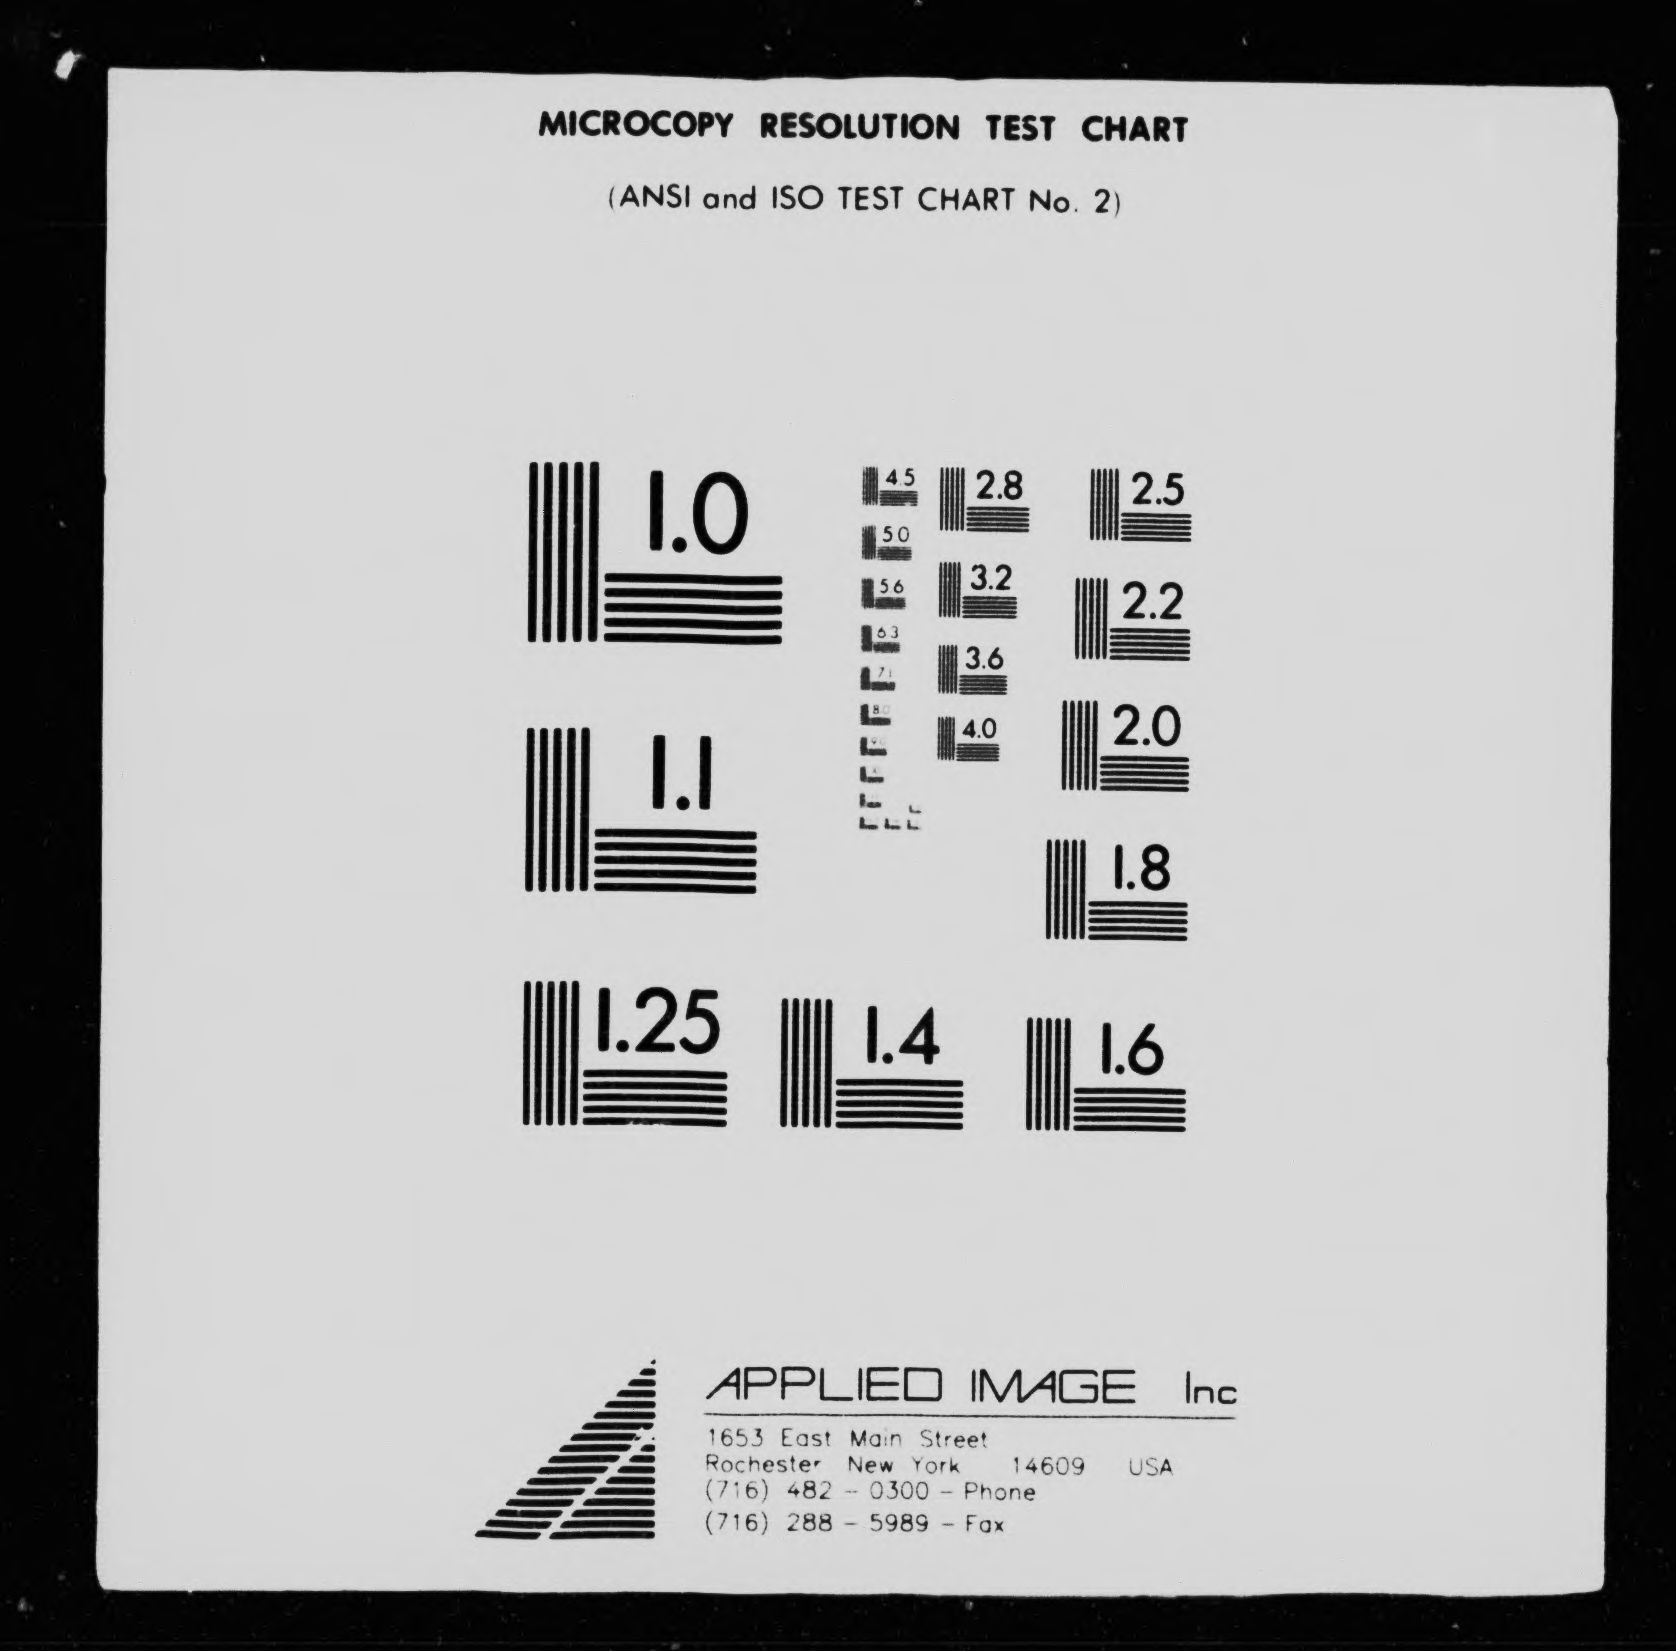 MICROCOPY RESOLUTION TEST CHART
(ANSI and ISO TEST CHART No. 2)
1.0
4.5
2.8
2.5
5.0
3.2
2.2
5.6
6.3
3.6
7.1
2.0
8.0
4.0
1.1
1.8
1.25
1.4
1.6
APPLIED IMAGE Inc
1653 East Main Street
Rochester New York 14609 USA
(716) 482 - 0300 - Phone
(716) 288 - 5989 - Fax